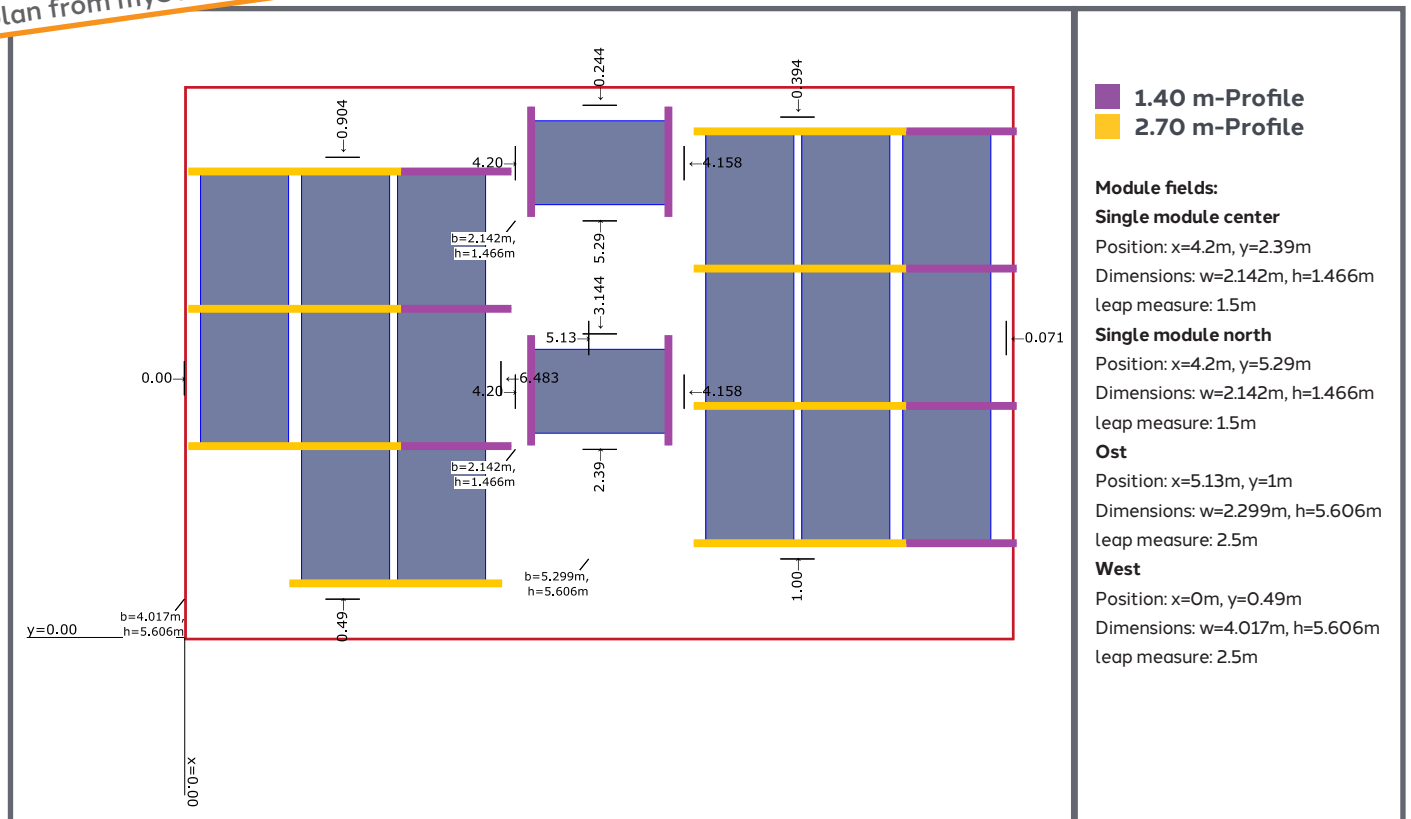 lan from
0.244
0.394
0.904
4.20
4.158
b=2.142m,
h=1.466m
5.29
3.144
5.13
0.071
0.00
6.483
4.20
4.158
b=2.142m,
h=1.466m
2.39
b=5.299m,
h=5.606m
1.00
b=4.017m,
h=5.606m
0.49
y=0.00
x=0.00
1.40 m-Profile
2.70 m-Profile
Module fields:
Single module center
Position: x=4.2m, y=2.39m
Dimensions: w=2.142m, h=1.466m
leap measure: 1.5m
Single module north
Position: x=4.2m, y=5.29m
Dimensions: w=2.142m, h=1.466m
leap measure: 1.5m
Ost
Position: x=5.13m, y=1m
Dimensions: w=2.299m, h=5.606m
leap measure: 2.5m
West
Position: x=0m, y=0.49m
Dimensions: w=4.017m, h=5.606m
leap measure: 2.5m